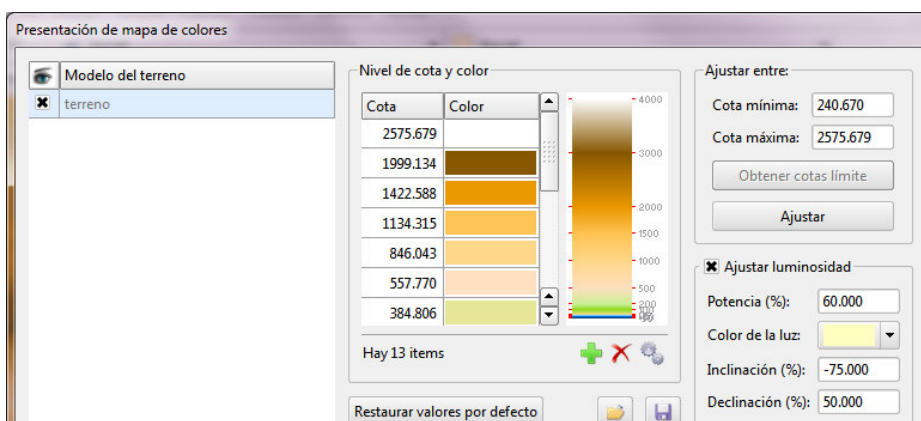 Presentación de mapa de colores
Modelo del terreno
terreno
Nivel de cota y color
Cota Color
2575.679
1999.134
1422.588
1134.315
846.043
557.770
384.806
4000
3000
2000
1500
1000
500
200
Hay 13 items
Restaurar valores por defecto
Ajustar entre:
Cota mínima: 240.670
Cota máxima: 2575.679
Obtener cotas límite
Ajustar
Ajustar luminosidad
Potencia (%): 60.000
Color de la luz:
Inclinación (%): -75.000
Declinación (%): 50.000